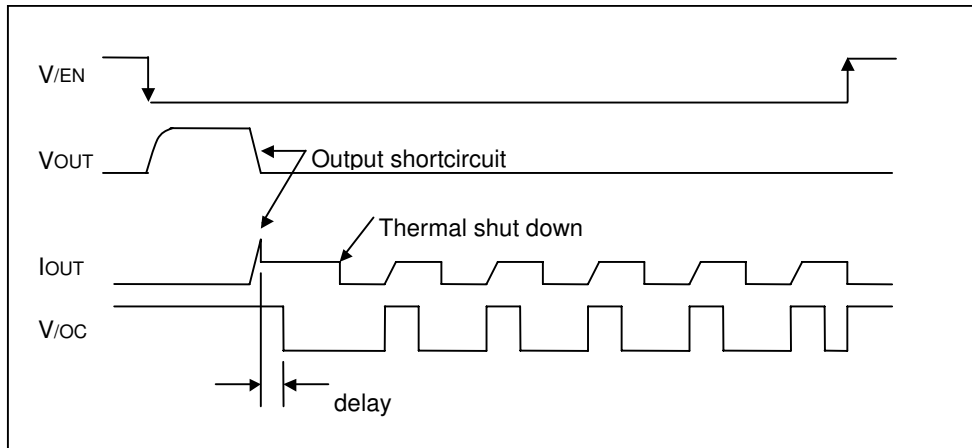 V/EN
VOUT
Output shortcircuit
Thermal shut down
IOUT
V/OC
delay